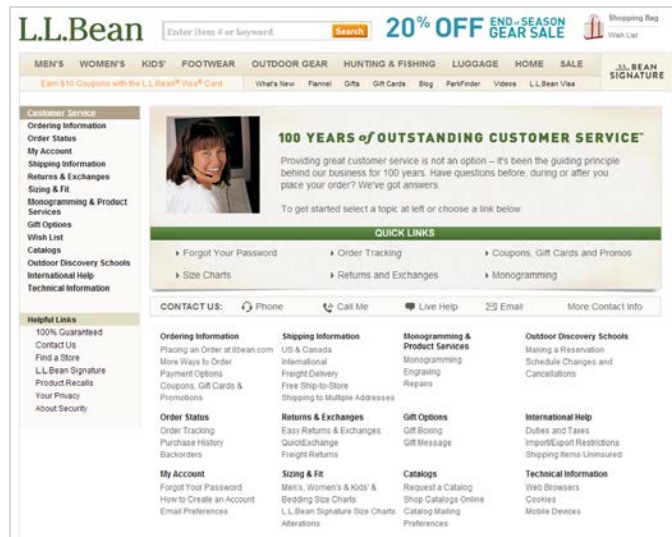 L.L.Bean
Enter item # or keyword
Search
20% OFF END of SEASON GEAR SALE
Shopping Bag
Wish List
MEN'S WOMEN'S KIDS' FOOTWEAR OUTDOOR GEAR HUNTING & FISHING LUGGAGE HOME SALE
L.L. BEAN
SIGNATURE
Earn $10 Coupons with the L.L.Bean® Visa® Card
What's New Flannel Gifts Gift Cards Blog ParkFinder Videos L.L.Bean Visa
Customer Service
Ordering Information
Order Status
My Account
Shipping Information
Returns & Exchanges
Sizing & Fit
Monogramming & Product
Services
Gift Options
Wish List
Catalogs
Outdoor Discovery Schools
International Help
Technical Information
Helpful Links
100% Guaranteed
Contact Us
Find a Store
L.L.Bean Signature
Product Recalls
Your Privacy
About Security
100 YEARS of OUTSTANDING CUSTOMER SERVICE™
Providing great customer service is not an option – it's been the guiding principle
behind our business for 100 years. Have questions before, during or after you
place your order? We've got answers.
To get started select a topic at left or choose a link below.
QUICK LINKS
Forgot Your Password
Order Tracking
Coupons, Gift Cards and Promos
Size Charts
Returns and Exchanges
Monogramming
CONTACT US: Phone Call Me Live Help Email More Contact Info
Ordering Information
Placing an Order at llbean.com
More Ways to Order
Payment Options
Coupons, Gift Cards &
Promotions
Shipping Information
US & Canada
International
Freight Delivery
Free Ship-to-Store
Shipping to Multiple Addresses
Monogramming &
Product Services
Monogramming
Engraving
Repairs
Outdoor Discovery Schools
Making a Reservation
Schedule Changes and
Cancellations
Order Status
Order Tracking
Purchase History
Backorders
Returns & Exchanges
Easy Returns & Exchanges
QuickExchange
Freight Returns
Gift Options
Gift Boxing
Gift Message
International Help
Duties and Taxes
Import/Export Restrictions
Shipping Items Uninsured
My Account
Forgot Your Password
How to Create an Account
Email Preferences
Sizing & Fit
Men's, Women's & Kids' &
Bedding Size Charts
L.L.Bean Signature Size Charts
Alterations
Catalogs
Request a Catalog
Shop Catalogs Online
Catalog Mailing
Preferences
Technical Information
Web Browsers
Cookies
Mobile Devices